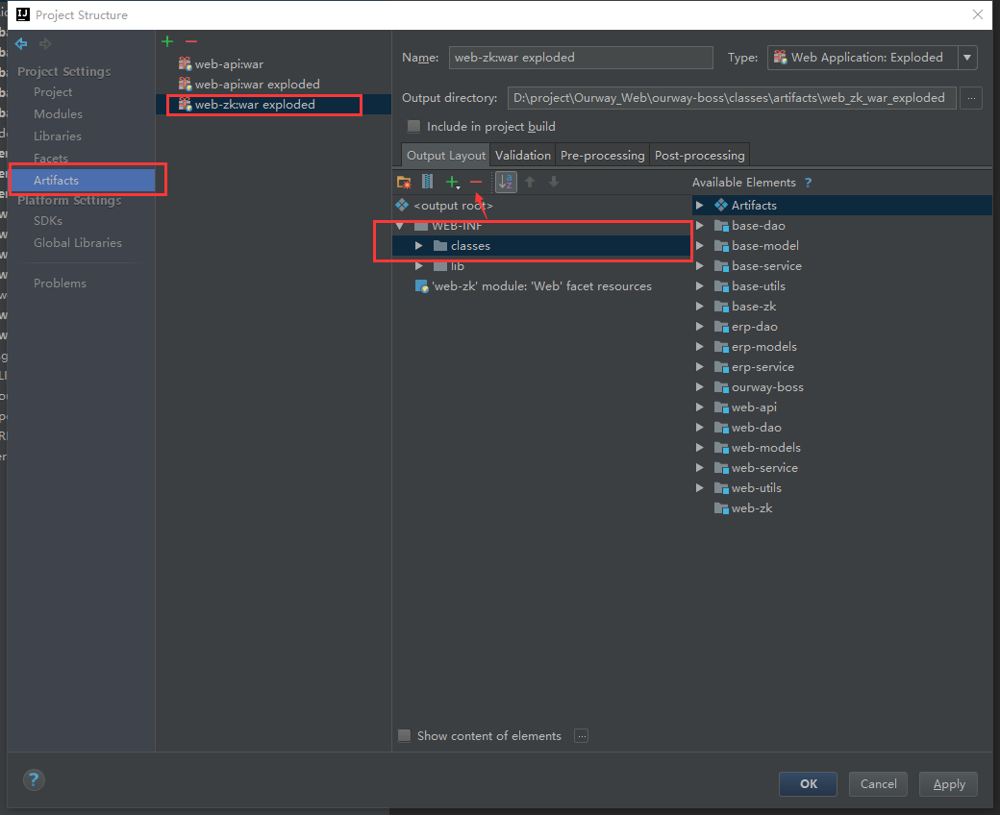 Project Structure
Project Settings
Project
Modules
Libraries
Facets
Artifacts
Platform Settings
SDKs
Global Libraries
Problems
web-api:war
web-api:war exploded
web-zk:war exploded
Name: web-zk:war exploded Type: Web Application: Exploded
Output directory: D:\project\Ourway_Web\ourway-boss\classes\artifacts\web_zk_war_exploded ...
Include in project build
Output Layout Validation Pre-processing Post-processing
Available Elements ?
<output root>
WEB-INF
classes
lib
'web-zk' module: 'Web' facet resources
Artifacts
base-dao
base-model
base-service
base-utils
base-zk
erp-dao
erp-models
erp-service
ourway-boss
web-api
web-dao
web-models
web-service
web-utils
web-zk
Show content of elements ...
? OK Cancel Apply